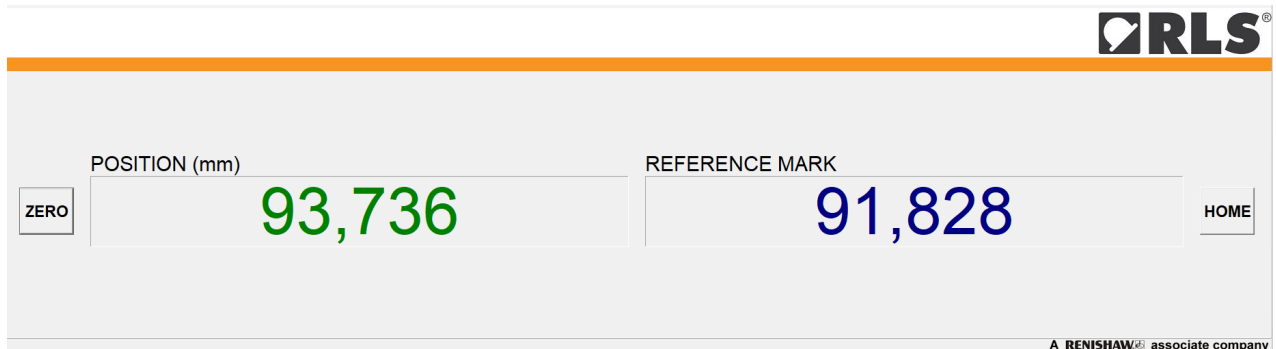 RLS®
POSITION (mm)
REFERENCE MARK
ZERO
93,736
91,828
HOME
A RENISHAW associate company